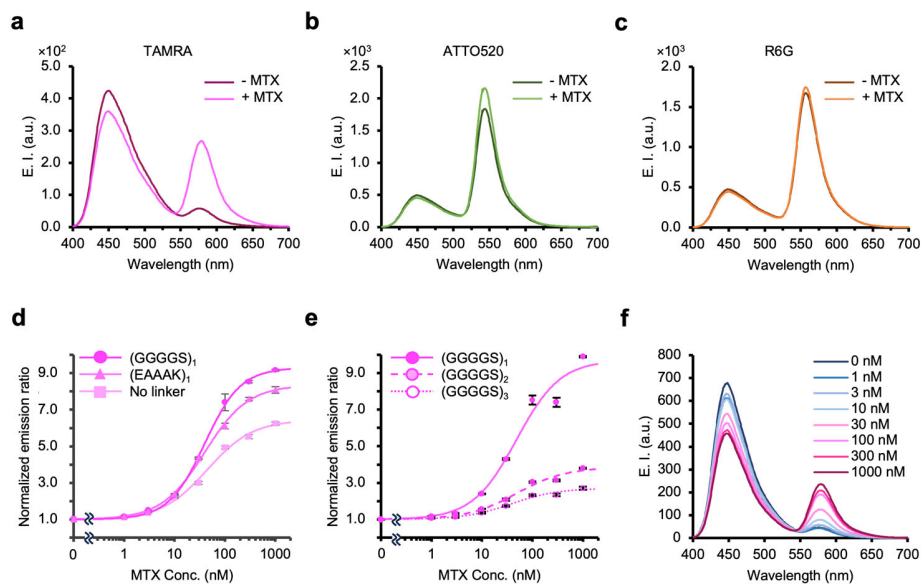 a
TAMRA
×10²
5.0
4.0
3.0
2.0
1.0
0.0
E. I. (a.u.)
- MTX
+ MTX
400 450 500 550 600 650 700
Wavelength (nm)
b
ATTO520
×10³
2.5
2.0
1.5
1.0
0.5
0.0
E. I. (a.u.)
- MTX
+ MTX
400 450 500 550 600 650 700
Wavelength (nm)
c
R6G
×10³
2.0
1.5
1.0
0.5
0.0
E. I. (a.u.)
- MTX
+ MTX
400 450 500 550 600 650 700
Wavelength (nm)
d
(GGGGS)₁
(EAAAK)₁
No linker
9.0
7.0
5.0
3.0
1.0
Normalized emission ratio
0 1 10 100 1000
MTX Conc. (nM)
e
(GGGGS)₁
(GGGGS)₂
(GGGGS)₃
9.0
7.0
5.0
3.0
1.0
Normalized emission ratio
0 1 10 100 1000
MTX Conc. (nM)
f
800
700
600
500
400
300
200
100
0
E. I. (a.u.)
0 nM
1 nM
3 nM
10 nM
30 nM
100 nM
300 nM
1000 nM
400 450 500 550 600 650 700
Wavelength (nm)